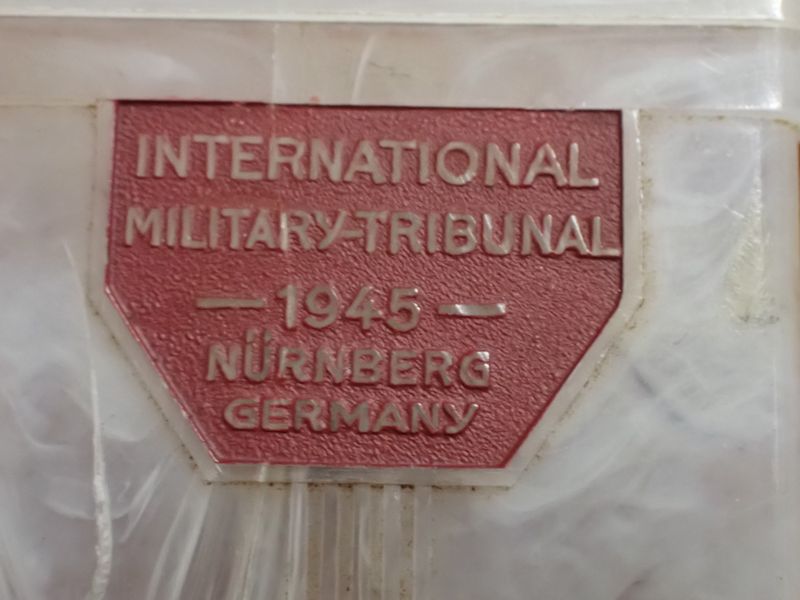 INTERNATIONAL
MILITARY-TRIBUNAL
— 1945 —
NÜRNBERG
GERMANY